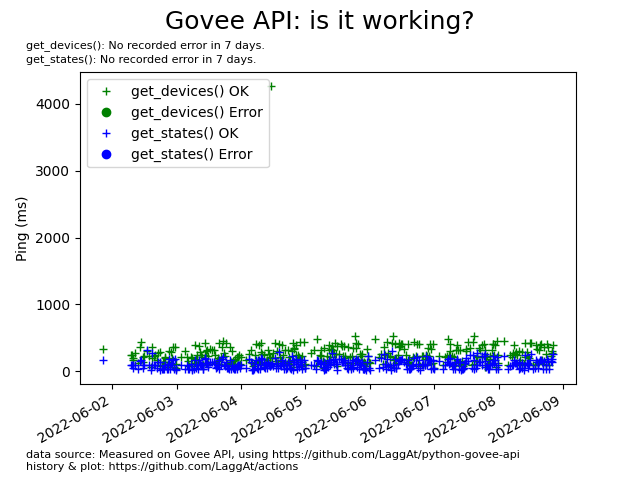 Govee API: is it working?
get_devices(): No recorded error in 7 days.
get_states(): No recorded error in 7 days.
get_devices() OK
get_devices() Error
get_states() OK
get_states() Error
Ping (ms)
4000
3000
2000
1000
0
2022-06-02
2022-06-03
2022-06-04
2022-06-05
2022-06-06
2022-06-07
2022-06-08
2022-06-09
data source: Measured on Govee API, using https://github.com/LaggAt/python-govee-api
history & plot: https://github.com/LaggAt/actions